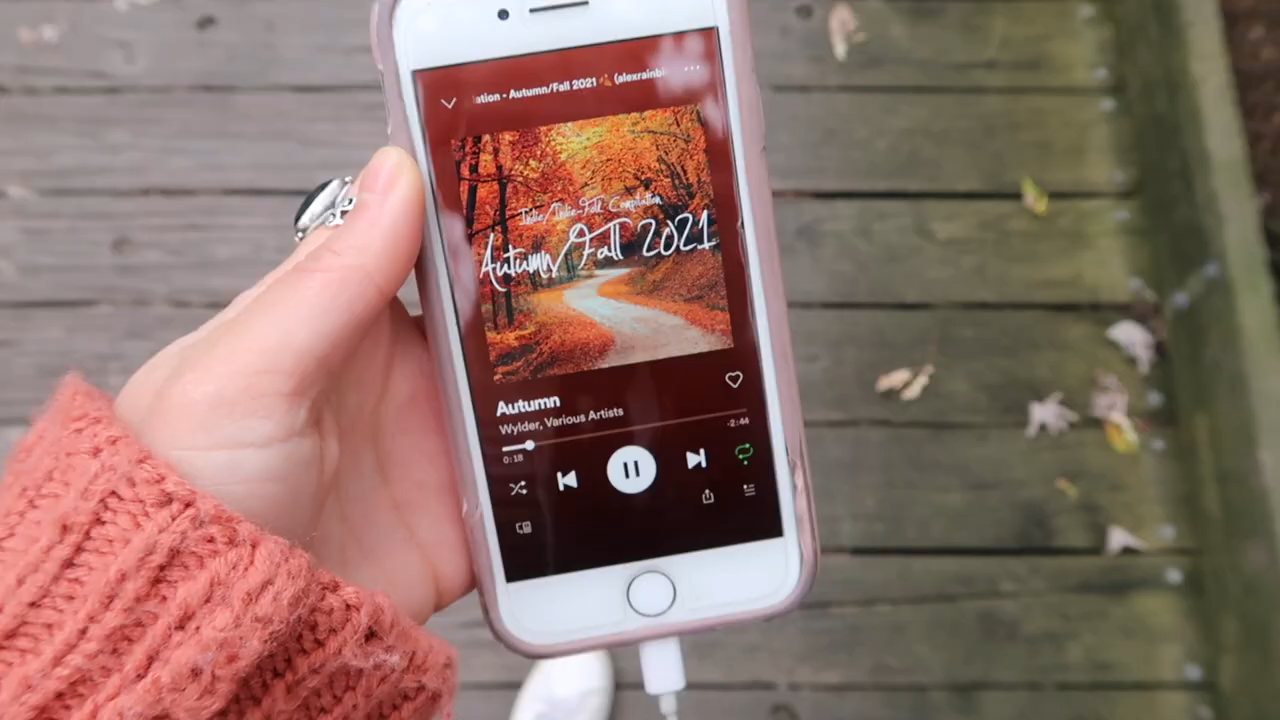 ation • Autumn/Fall 2021 🍂 (alexrainbi
Indie/Indie-Folk Compilation
Autumn/Fall 2021
Autumn
Wylder, Various Artists
0:18
-2:44